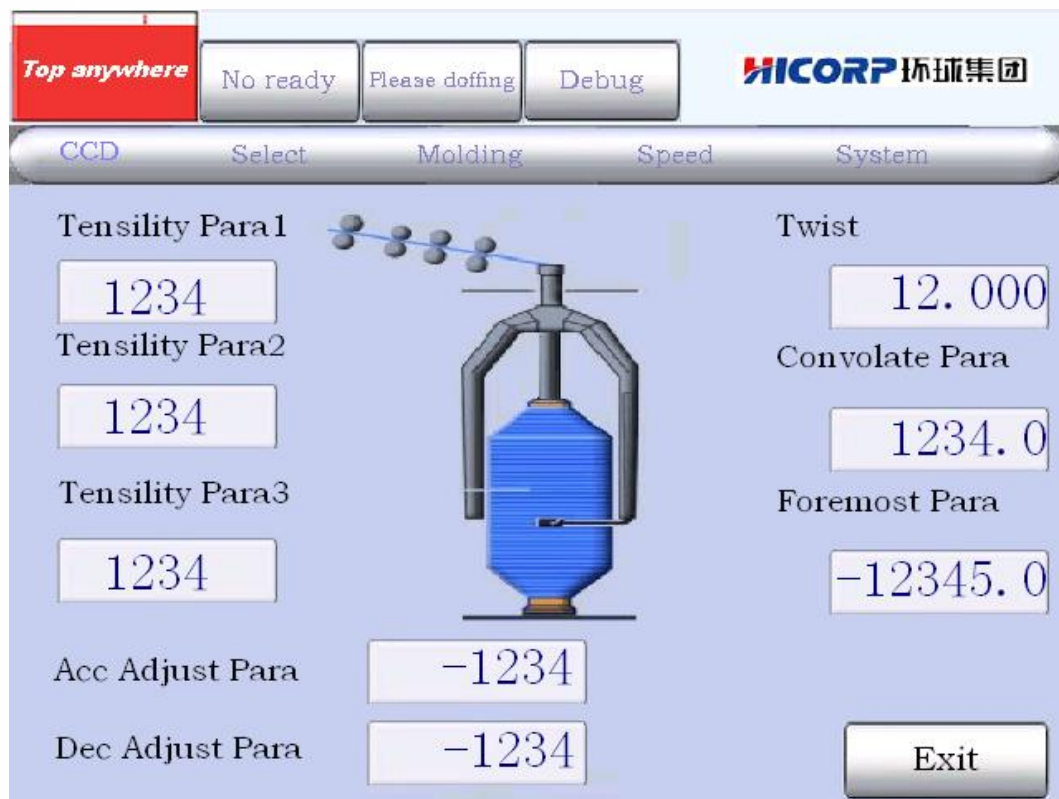 Top anywhere
No ready
Please doffing
Debug
HICORP环球集团
CCD Select Molding Speed System
Tensility Para1
1234
Tensility Para2
1234
Tensility Para3
1234
Twist
12.000
Convolate Para
1234.0
Foremost Para
-12345.0
Acc Adjust Para
-1234
Dec Adjust Para
-1234
Exit